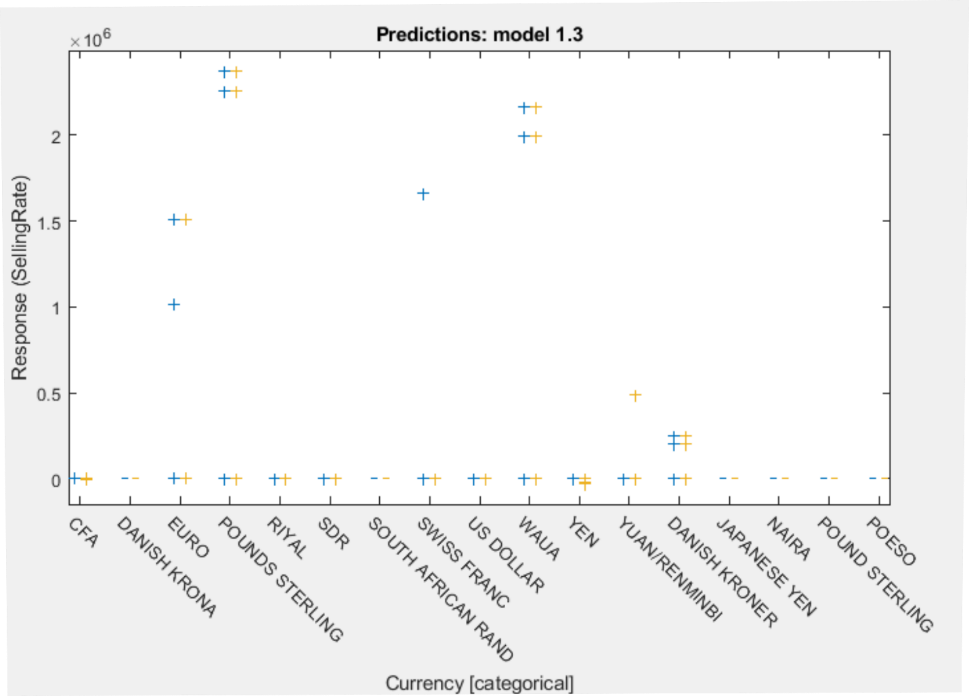 Predictions: model 1.3
×10^6
Response (SellingRate)
2
1.5
1
0.5
0
CFA
DANISH KRONA
EURO
POUNDS STERLING
RIYAL
SDR
SOUTH AFRICAN RAND
SWISS FRANC
US DOLLAR
WAUA
YEN
YUAN/RENMINBI
DANISH KRONER
JAPANESE YEN
NAIRA
POUND STERLING
POESO
Currency [categorical]